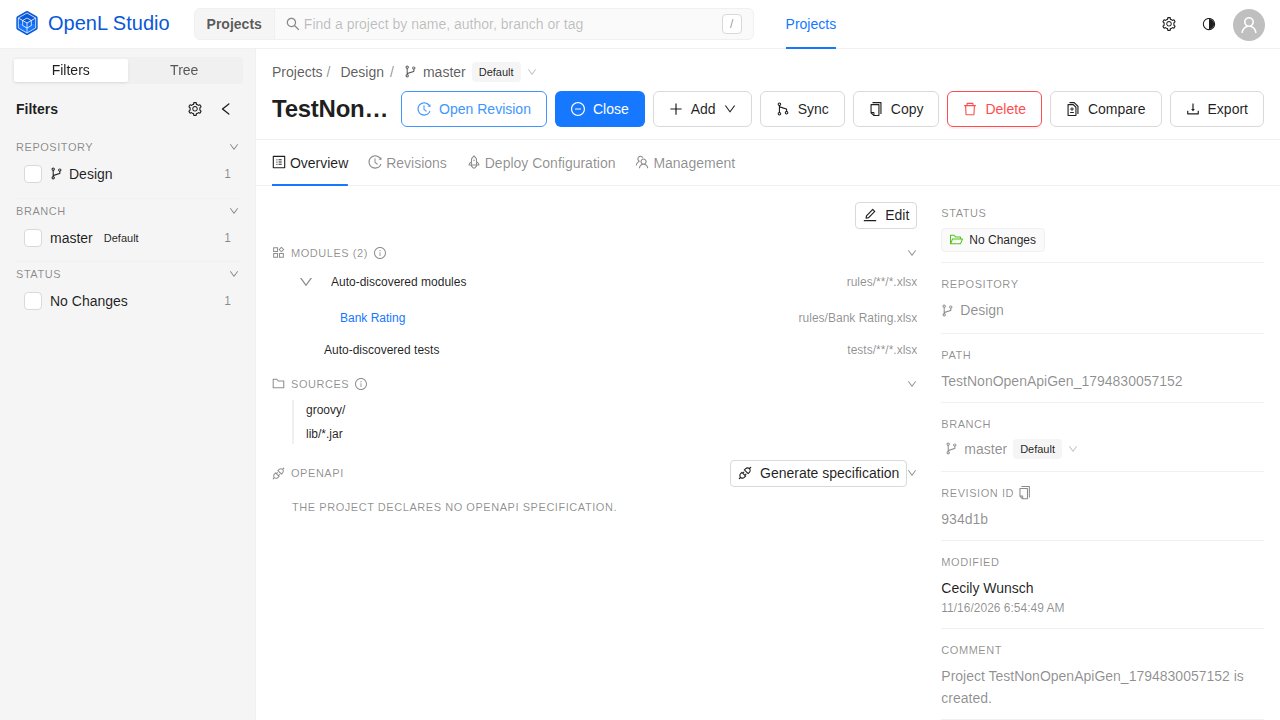 OpenL Studio
Projects
Find a project by name, author, branch or tag
/
Projects
Filters
Tree
Filters
REPOSITORY
Design 1
BRANCH
master Default 1
STATUS
No Changes 1
Projects / Design / master Default
TestNon...
Open Revision
Close
Add
Sync
Copy
Delete
Compare
Export
Overview
Revisions
Deploy Configuration
Management
Edit
MODULES (2)
Auto-discovered modules rules/**/*.xlsx
Bank Rating rules/Bank Rating.xlsx
Auto-discovered tests tests/**/*.xlsx
SOURCES
groovy/
lib/*.jar
OPENAPI
Generate specification
THE PROJECT DECLARES NO OPENAPI SPECIFICATION.
STATUS
No Changes
REPOSITORY
Design
PATH
TestNonOpenApiGen_1794830057152
BRANCH
master Default
REVISION ID
934d1b
MODIFIED
Cecily Wunsch
11/16/2026 6:54:49 AM
COMMENT
Project TestNonOpenApiGen_1794830057152 is
created.